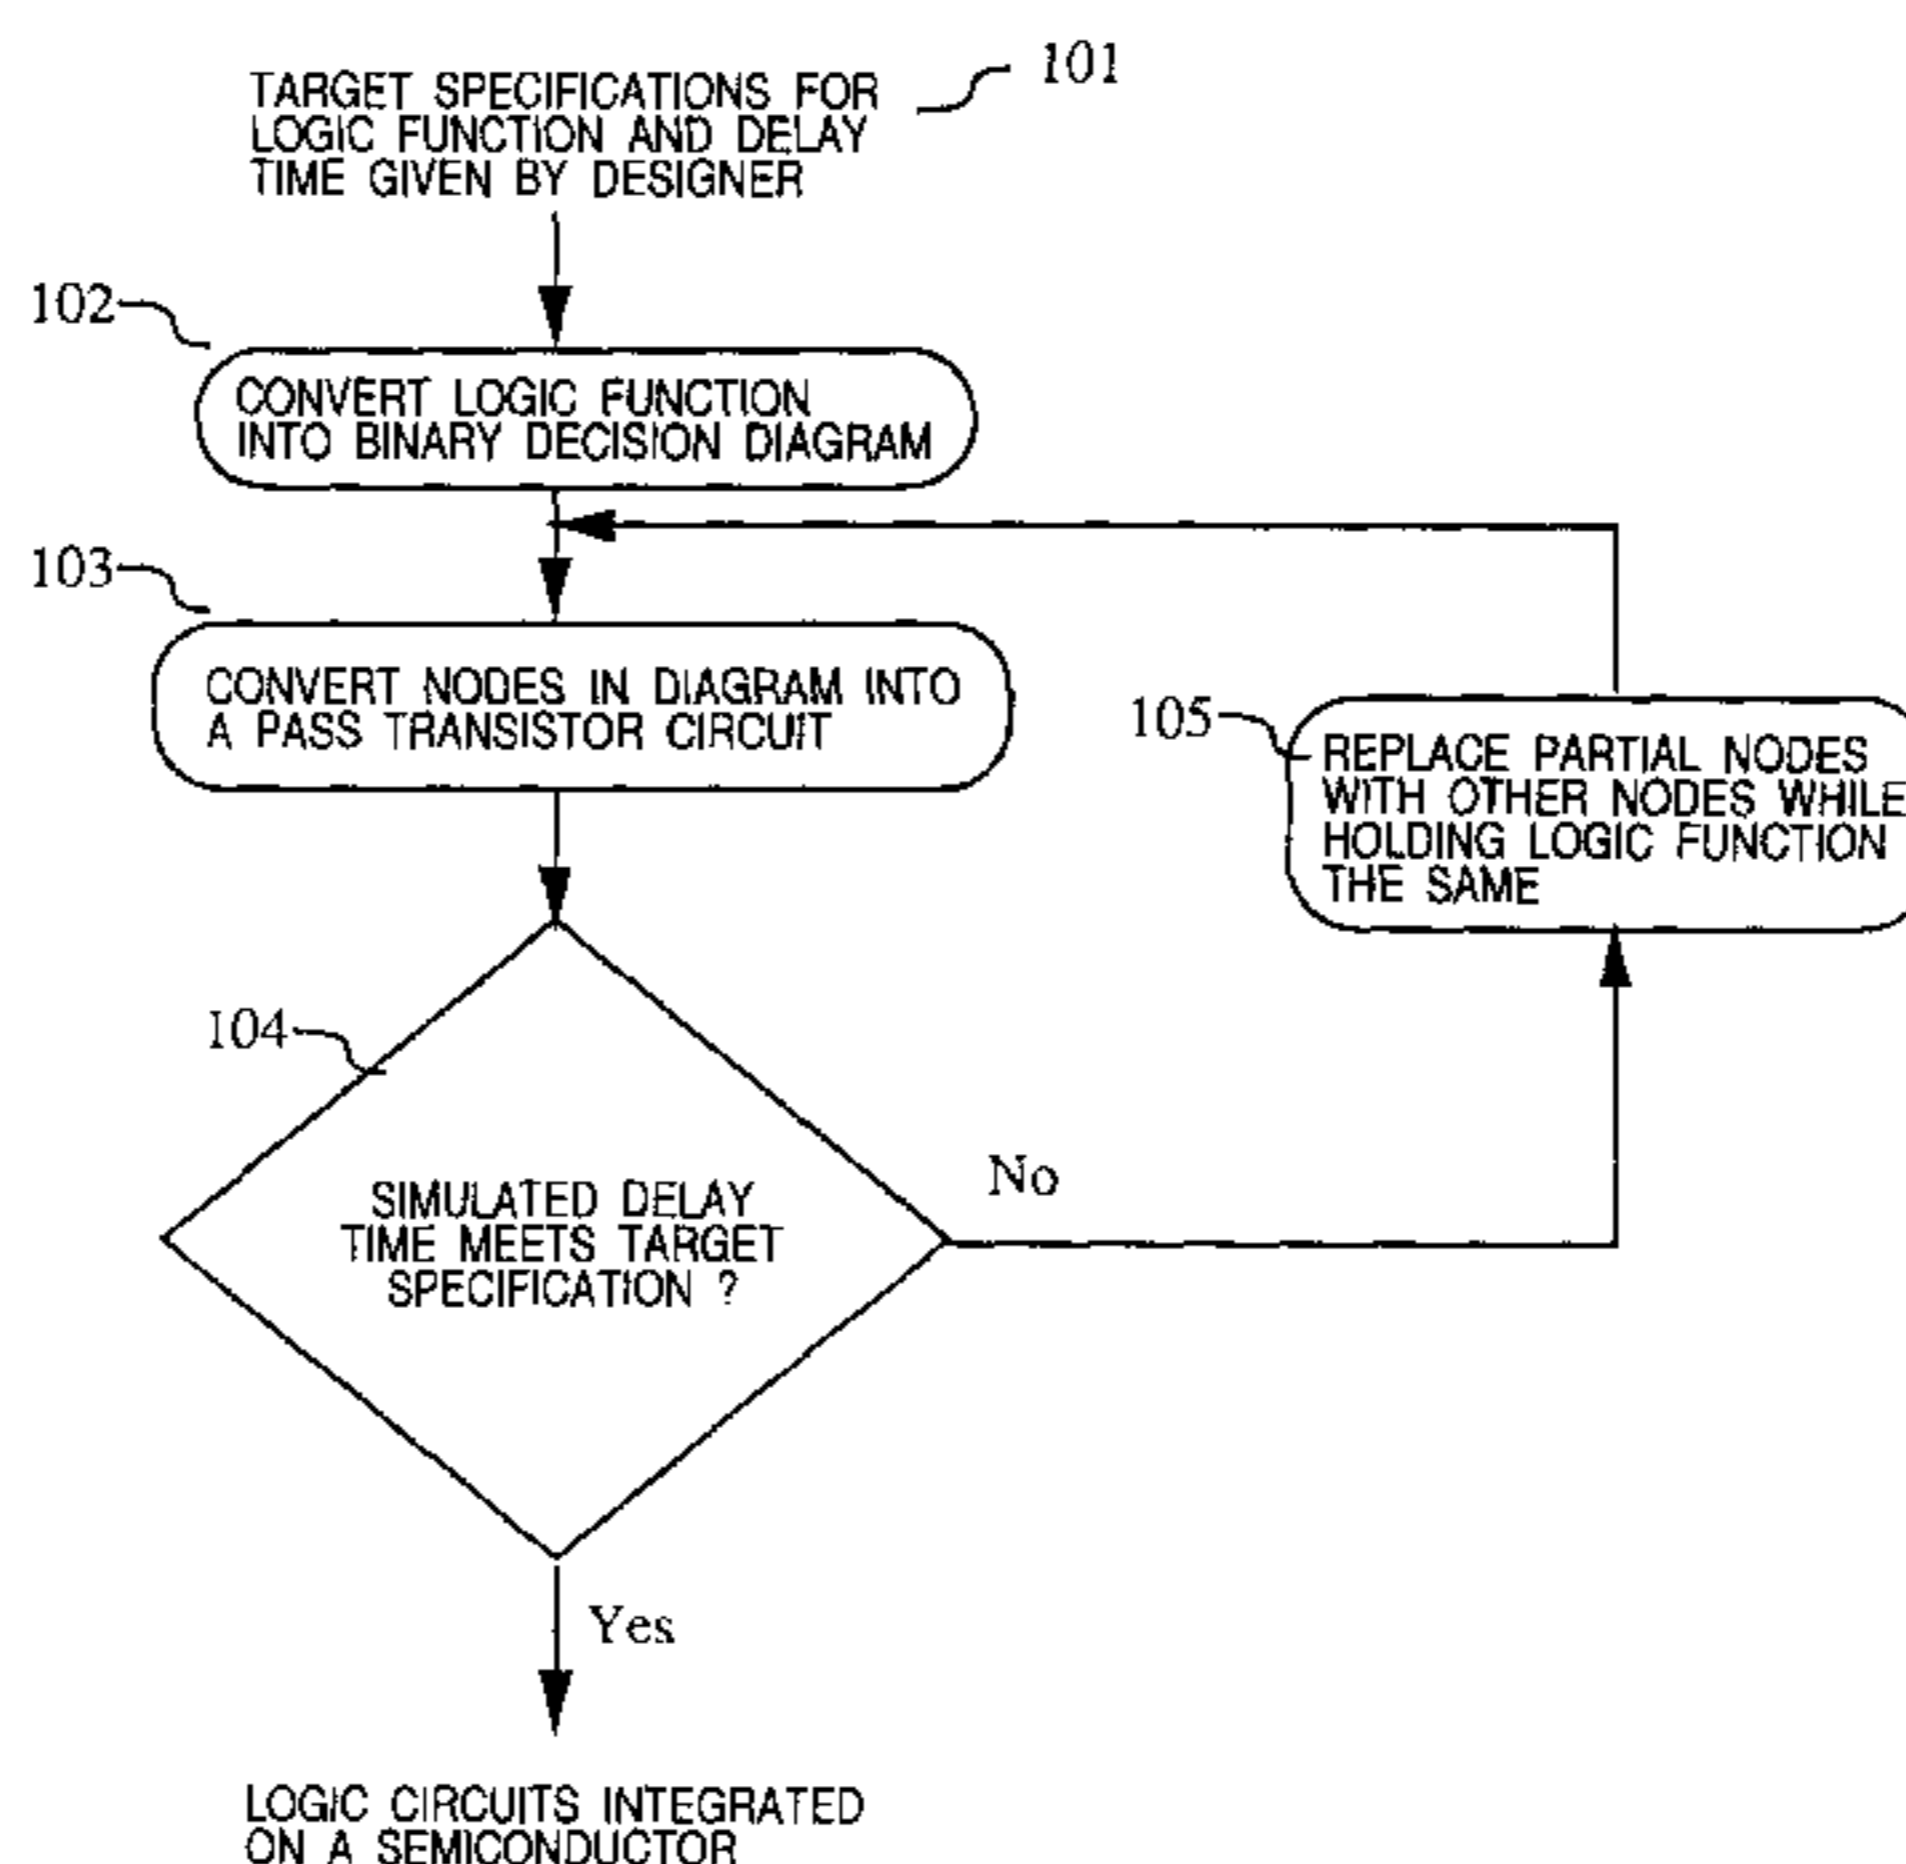 101
TARGET SPECIFICATIONS FOR
LOGIC FUNCTION AND DELAY
TIME GIVEN BY DESIGNER
102
CONVERT LOGIC FUNCTION
INTO BINARY DECISION DIAGRAM
103
CONVERT NODES IN DIAGRAM INTO
A PASS TRANSISTOR CIRCUIT
105
REPLACE PARTIAL NODES
WITH OTHER NODES WHILE
HOLDING LOGIC FUNCTION
THE SAME
104
SIMULATED DELAY
TIME MEETS TARGET
SPECIFICATION ?
No
Yes
LOGIC CIRCUITS INTEGRATED
ON A SEMICONDUCTOR